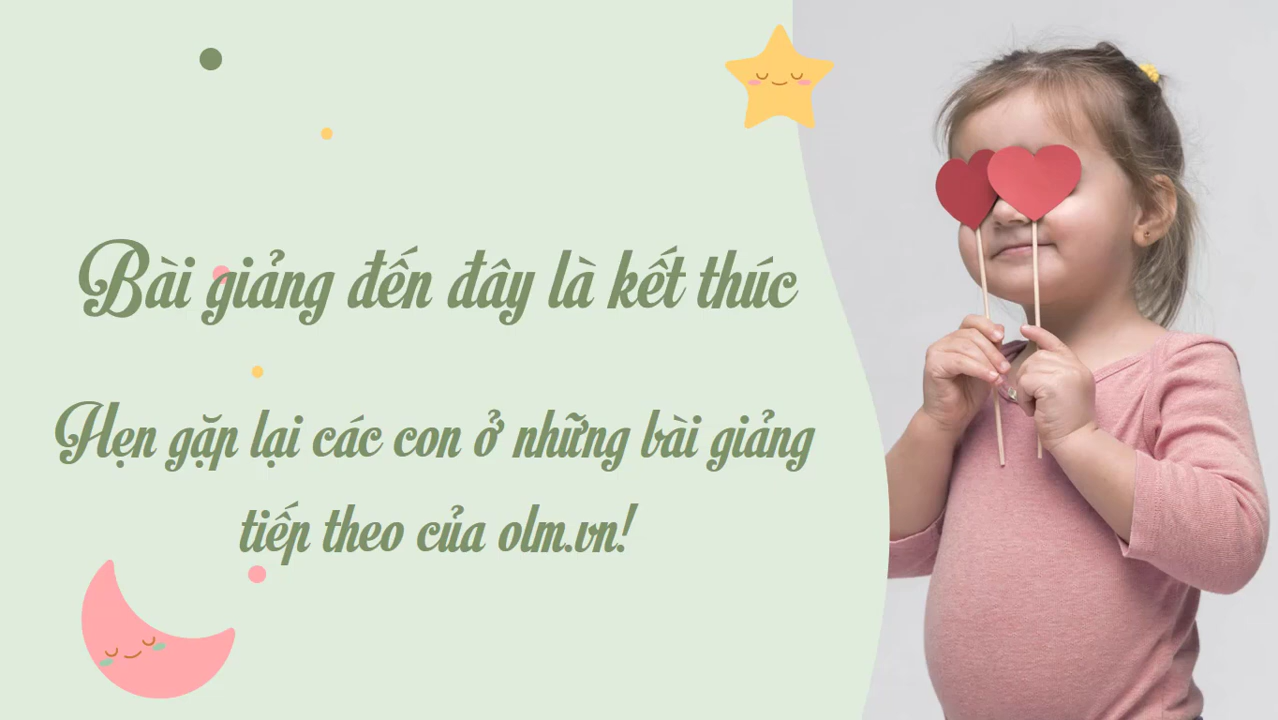 Bài giảng đến đây là kết thúc
Hẹn gặp lại các con ở những bài giảng
tiếp theo của olm.vn!